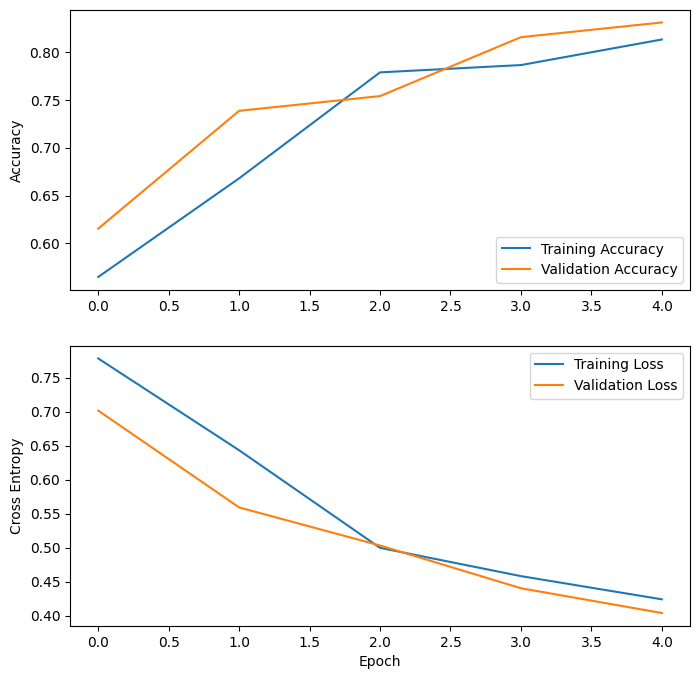 0.80
0.75
0.70
0.65
0.60
Accuracy
Training Accuracy
Validation Accuracy
0.0 0.5 1.0 1.5 2.0 2.5 3.0 3.5 4.0
Training Loss
Validation Loss
0.75
0.70
0.65
0.60
0.55
0.50
0.45
0.40
Cross Entropy
0.0 0.5 1.0 1.5 2.0 2.5 3.0 3.5 4.0
Epoch